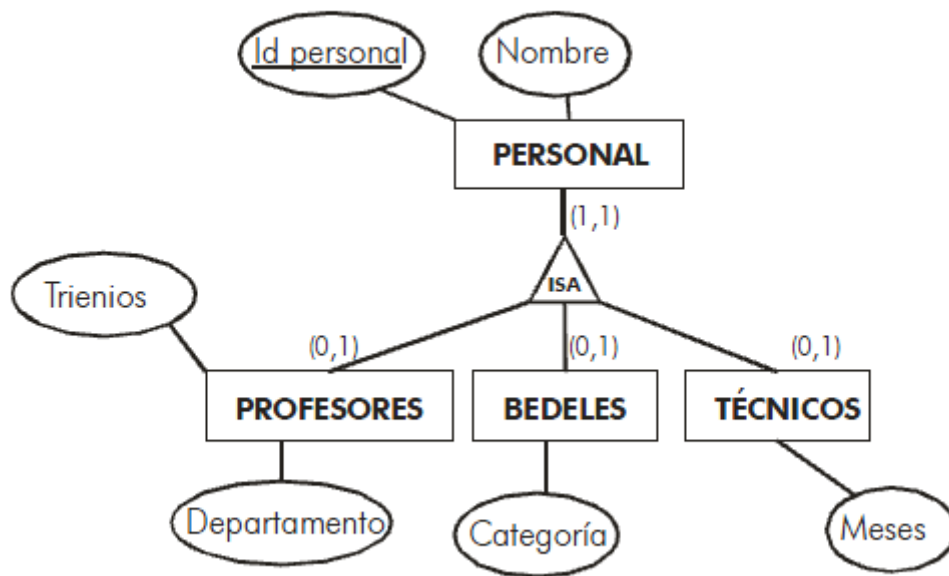 Id personal
Nombre
PERSONAL
(1,1)
ISA
Trienios
(0,1)
(0,1)
(0,1)
PROFESORES
BEDELES
TÉCNICOS
Departamento
Categoría
Meses